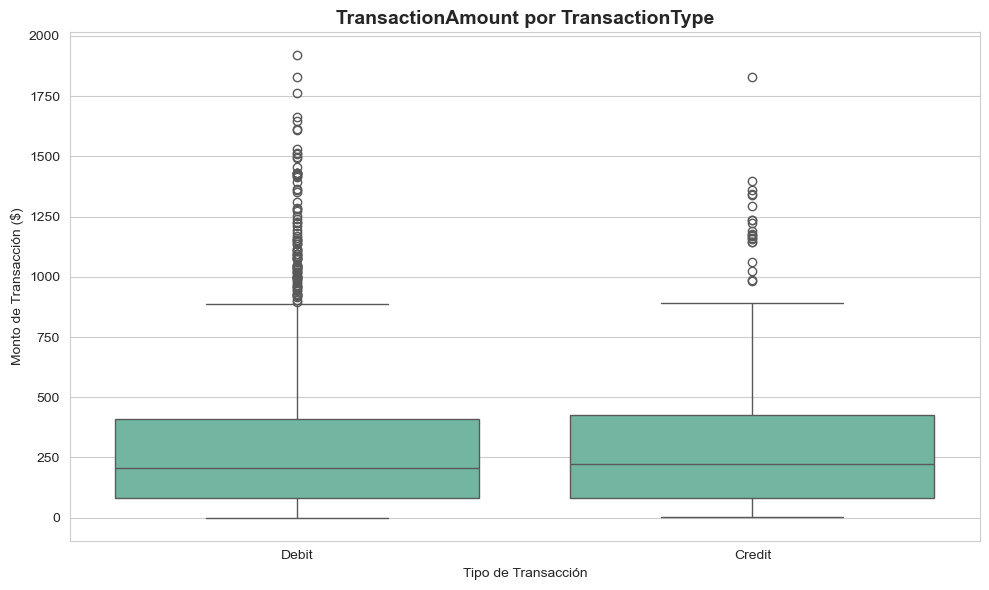 TransactionAmount por TransactionType
2000
1750
1500
1250
1000
750
500
250
0
Monto de Transacción ($)
Debit
Credit
Tipo de Transacción